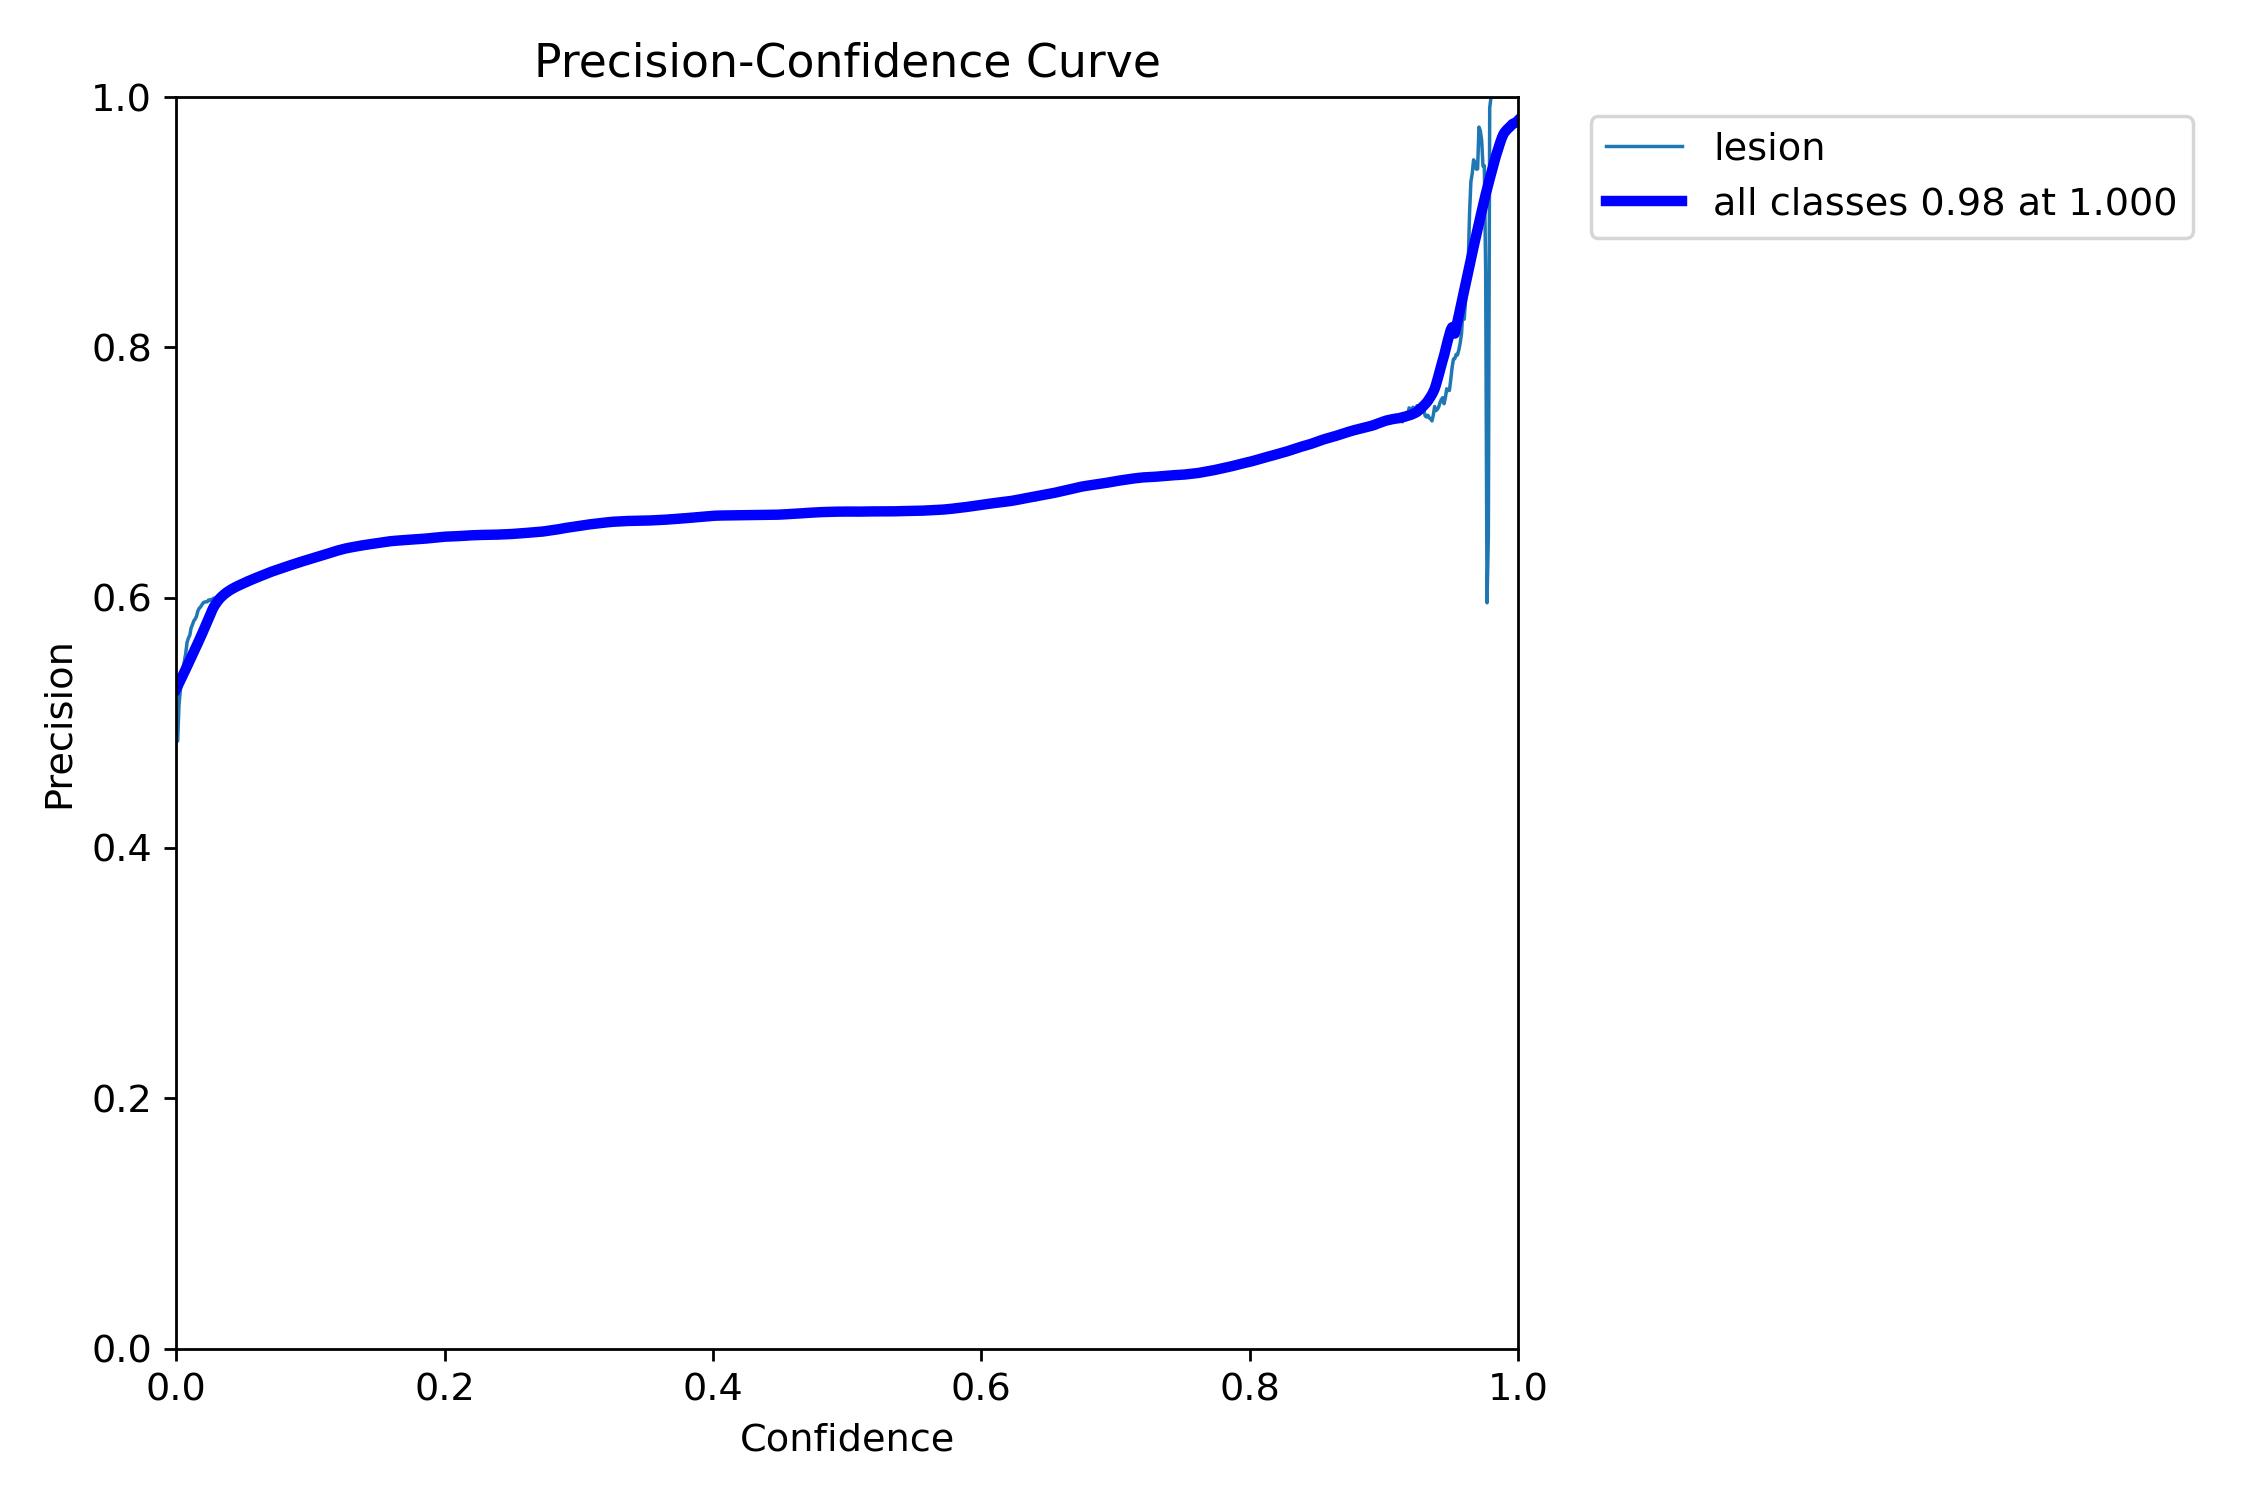 Precision-Confidence Curve
1.0
0.8
0.6
0.4
0.2
0.0
Precision
0.0 0.2 0.4 0.6 0.8 1.0
Confidence
lesion
all classes 0.98 at 1.000